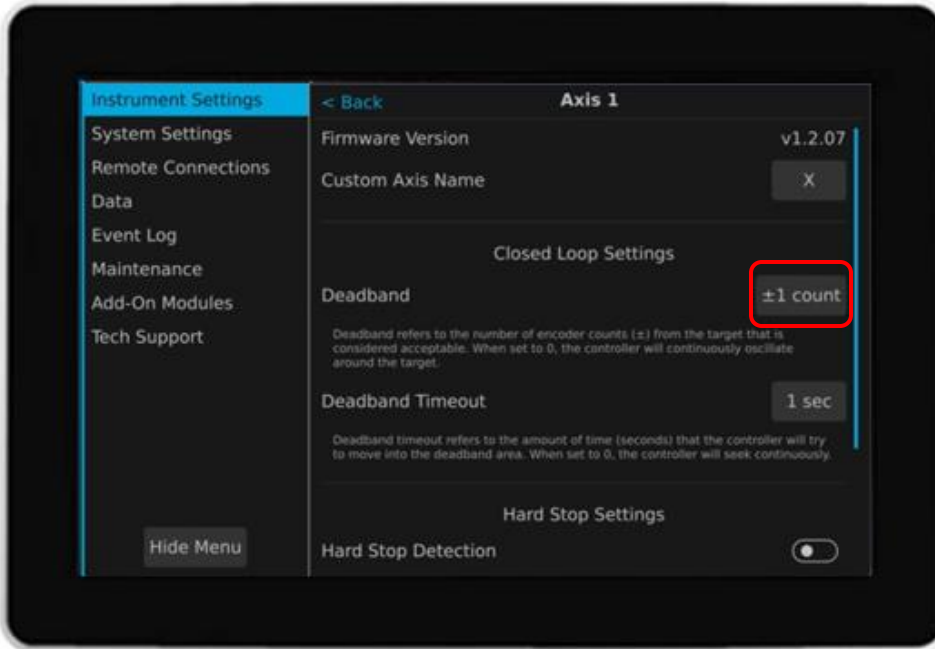 Instrument Settings
System Settings
Remote Connections
Data
Event Log
Maintenance
Add-On Modules
Tech Support
Hide Menu
< Back
Axis 1
Firmware Version v1.2.07
Custom Axis Name X
Closed Loop Settings
Deadband ±1 count
Deadband refers to the number of encoder counts (±) from the target that is
considered acceptable. When set to 0, the controller will continuously oscillate
around the target.
Deadband Timeout 1 sec
Deadband timeout refers to the amount of time (seconds) that the controller will try
to move into the deadband area. When set to 0, the controller will seek continuously.
Hard Stop Settings
Hard Stop Detection